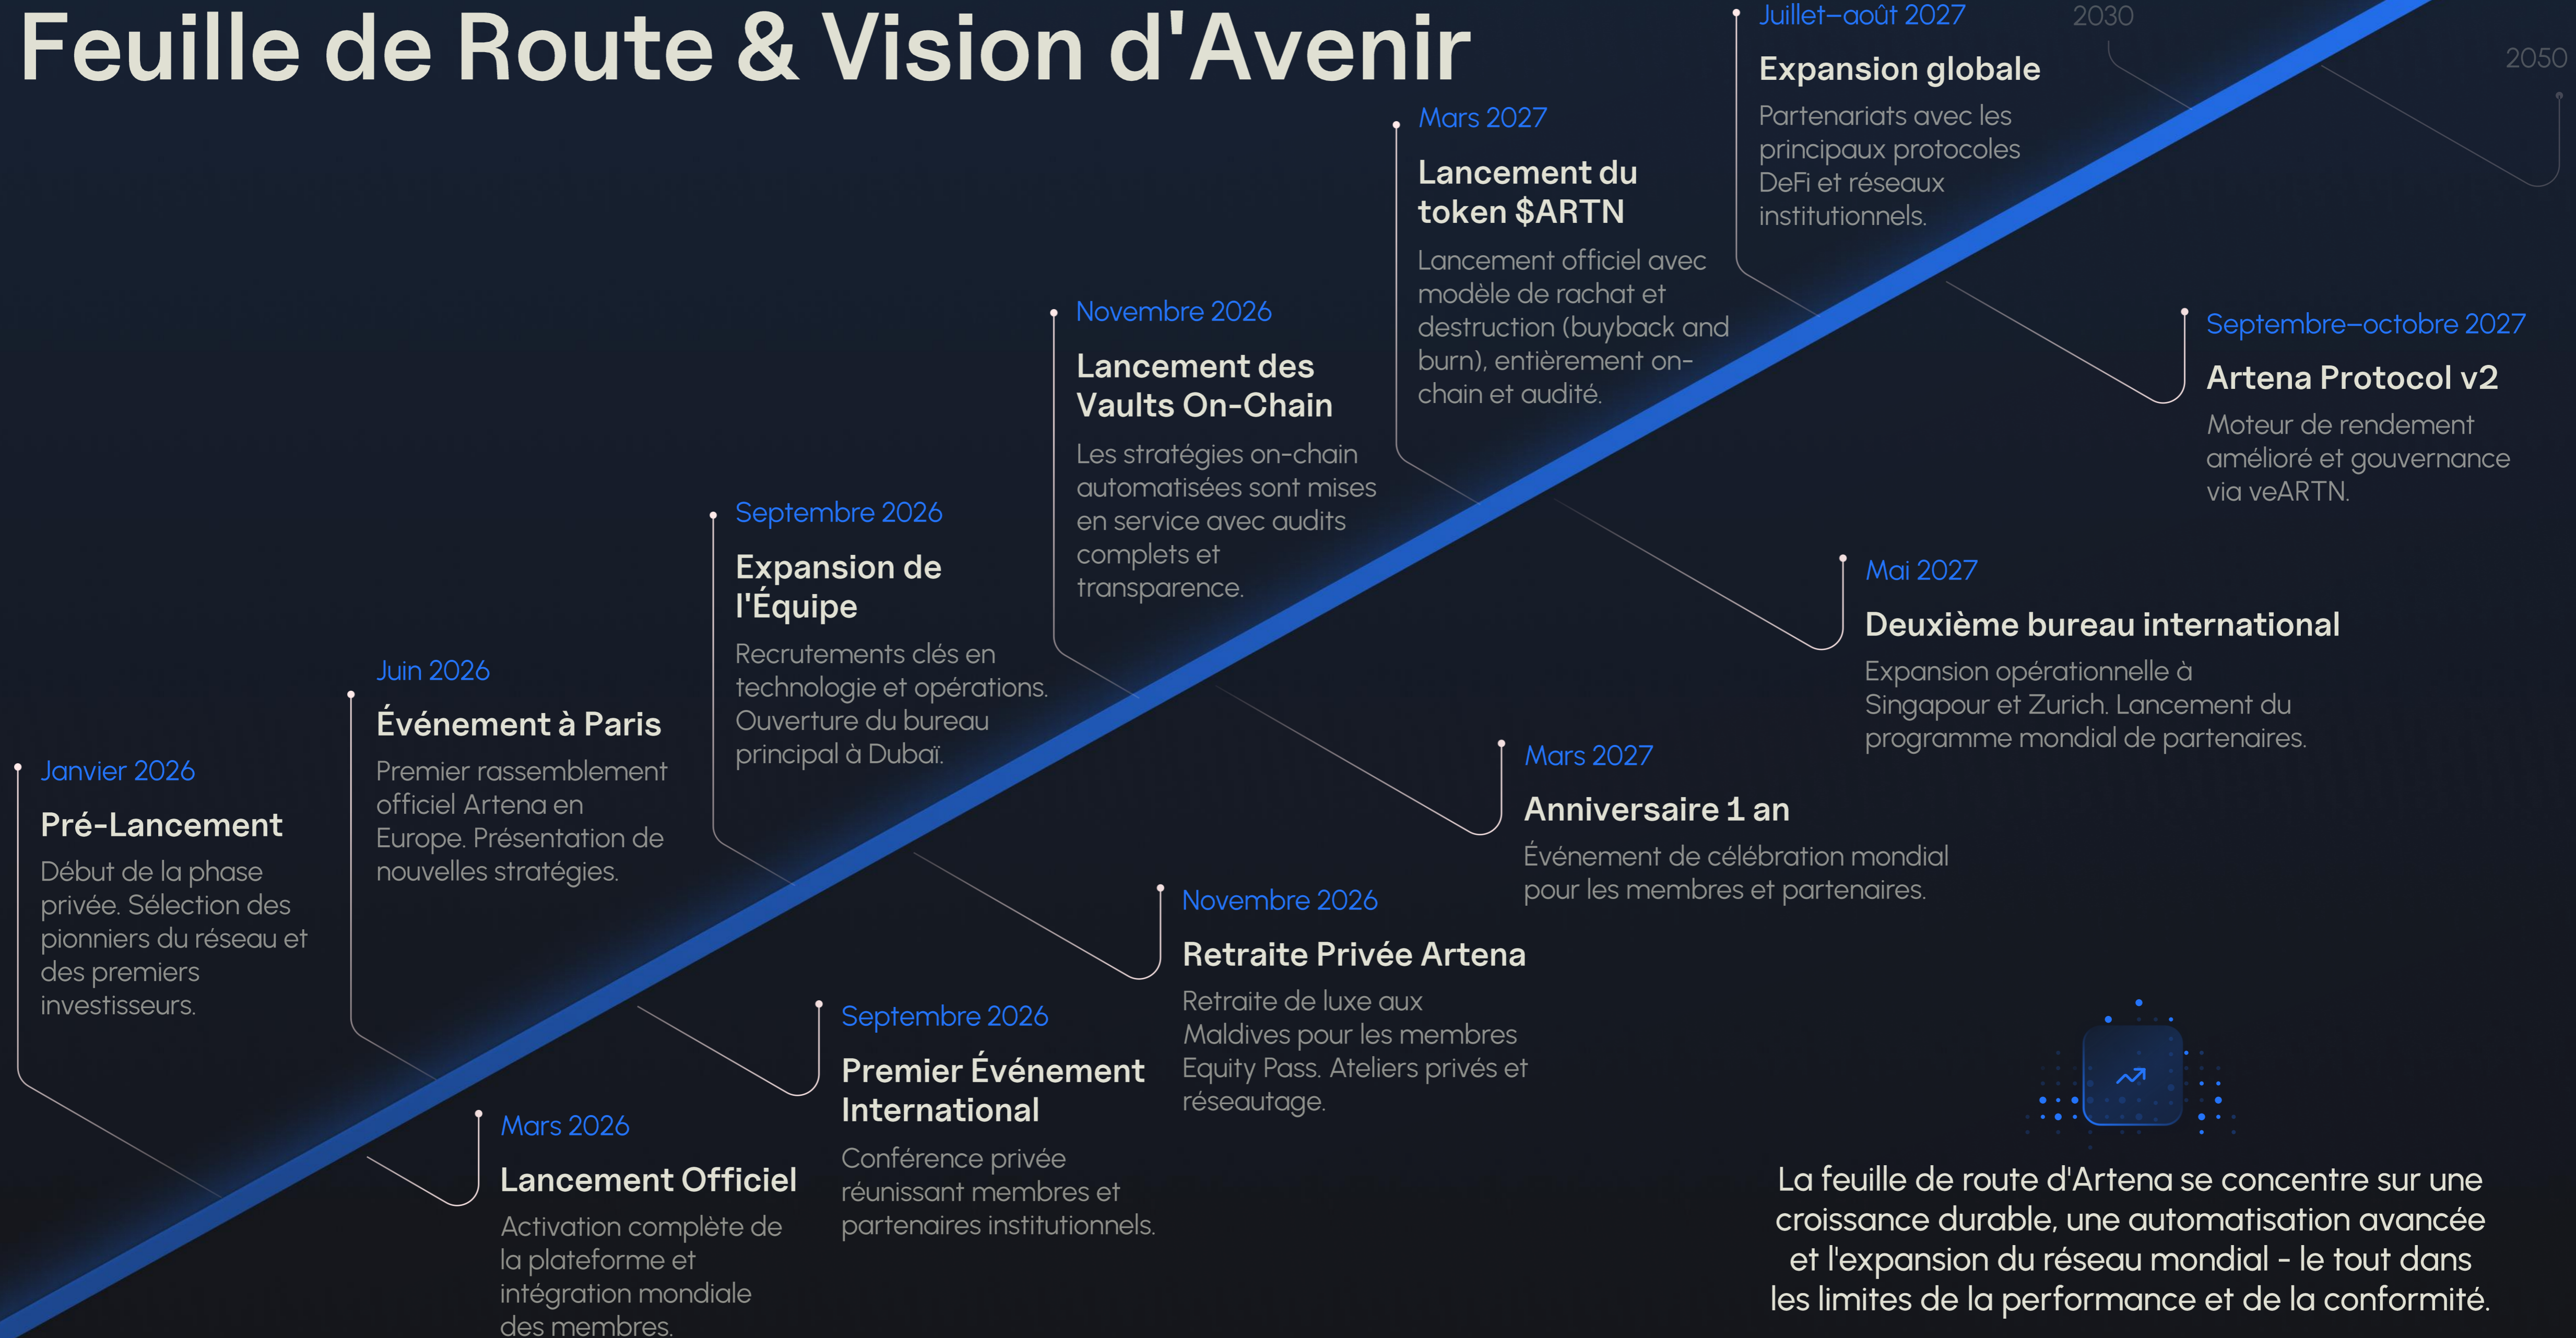 Feuille de Route & Vision d'Avenir
Janvier 2026
Pré-Lancement
Début de la phase
privée. Sélection des
pionniers du réseau et
des premiers
investisseurs.
Mars 2026
Lancement Officiel
Activation complète de
la plateforme et
intégration mondiale
des membres.
Juin 2026
Événement à Paris
Premier rassemblement
officiel Artena en
Europe. Présentation de
nouvelles stratégies.
Septembre 2026
Premier Événement
International
Conférence privée
réunissant membres et
partenaires institutionnels.
Septembre 2026
Expansion de
l'Équipe
Recrutements clés en
technologie et opérations.
Ouverture du bureau
principal à Dubaï.
Novembre 2026
Retraite Privée Artena
Retraite de luxe aux
Maldives pour les membres
Equity Pass. Ateliers privés et
réseautage.
Novembre 2026
Lancement des
Vaults On-Chain
Les stratégies on-chain
automatisées sont mises
en service avec audits
complets et
transparence.
Mars 2027
Anniversaire 1 an
Événement de célébration mondial
pour les membres et partenaires.
Mars 2027
Lancement du
token $ARTN
Lancement officiel avec
modèle de rachat et
destruction (buyback and
burn), entièrement on-
chain et audité.
Mai 2027
Deuxième bureau international
Expansion opérationnelle à
Singapour et Zurich. Lancement du
programme mondial de partenaires.
Juillet–août 2027
Expansion globale
Partenariats avec les
principaux protocoles
DeFi et réseaux
institutionnels.
Septembre–octobre 2027
Artena Protocol v2
Moteur de rendement
amélioré et gouvernance
via veARTN.
2030
2050
La feuille de route d'Artena se concentre sur une
croissance durable, une automatisation avancée
et l'expansion du réseau mondial - le tout dans
les limites de la performance et de la conformité.